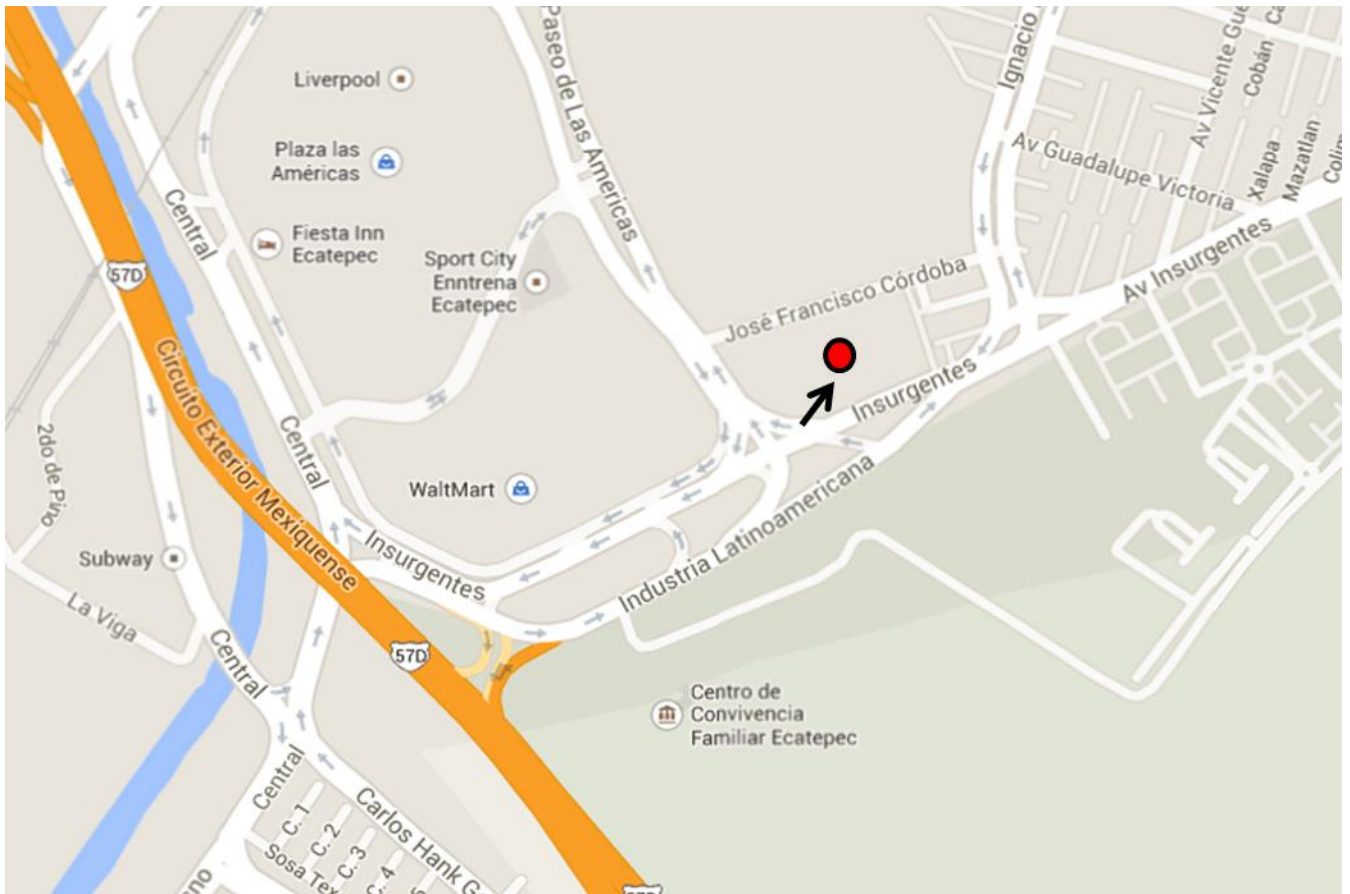 Liverpool
Plaza las
Américas
Fiesta Inn
Ecatepec
Sport City
Enntrena
Ecatepec
Paseo de Las Americas
Ignacio
Av Vicente Gue
Cobán
Ca
Av Guadalupe Victoria
Xalapa
Mazatlan
Colim
Central
57D
José Francisco Córdoba
Av Insurgentes
Circuito Exterior Mexiquense
Insurgentes
2do de Pino
Central
WaltMart
Industria Latinoamericana
Insurgentes
Subway
La Viga
57D
Central
Centro de
Convivencia
Familiar Ecatepec
Central
Carlos Hank G
C. 1
C. 2
C. 3
C. 4
Sosa Tex
no
57D